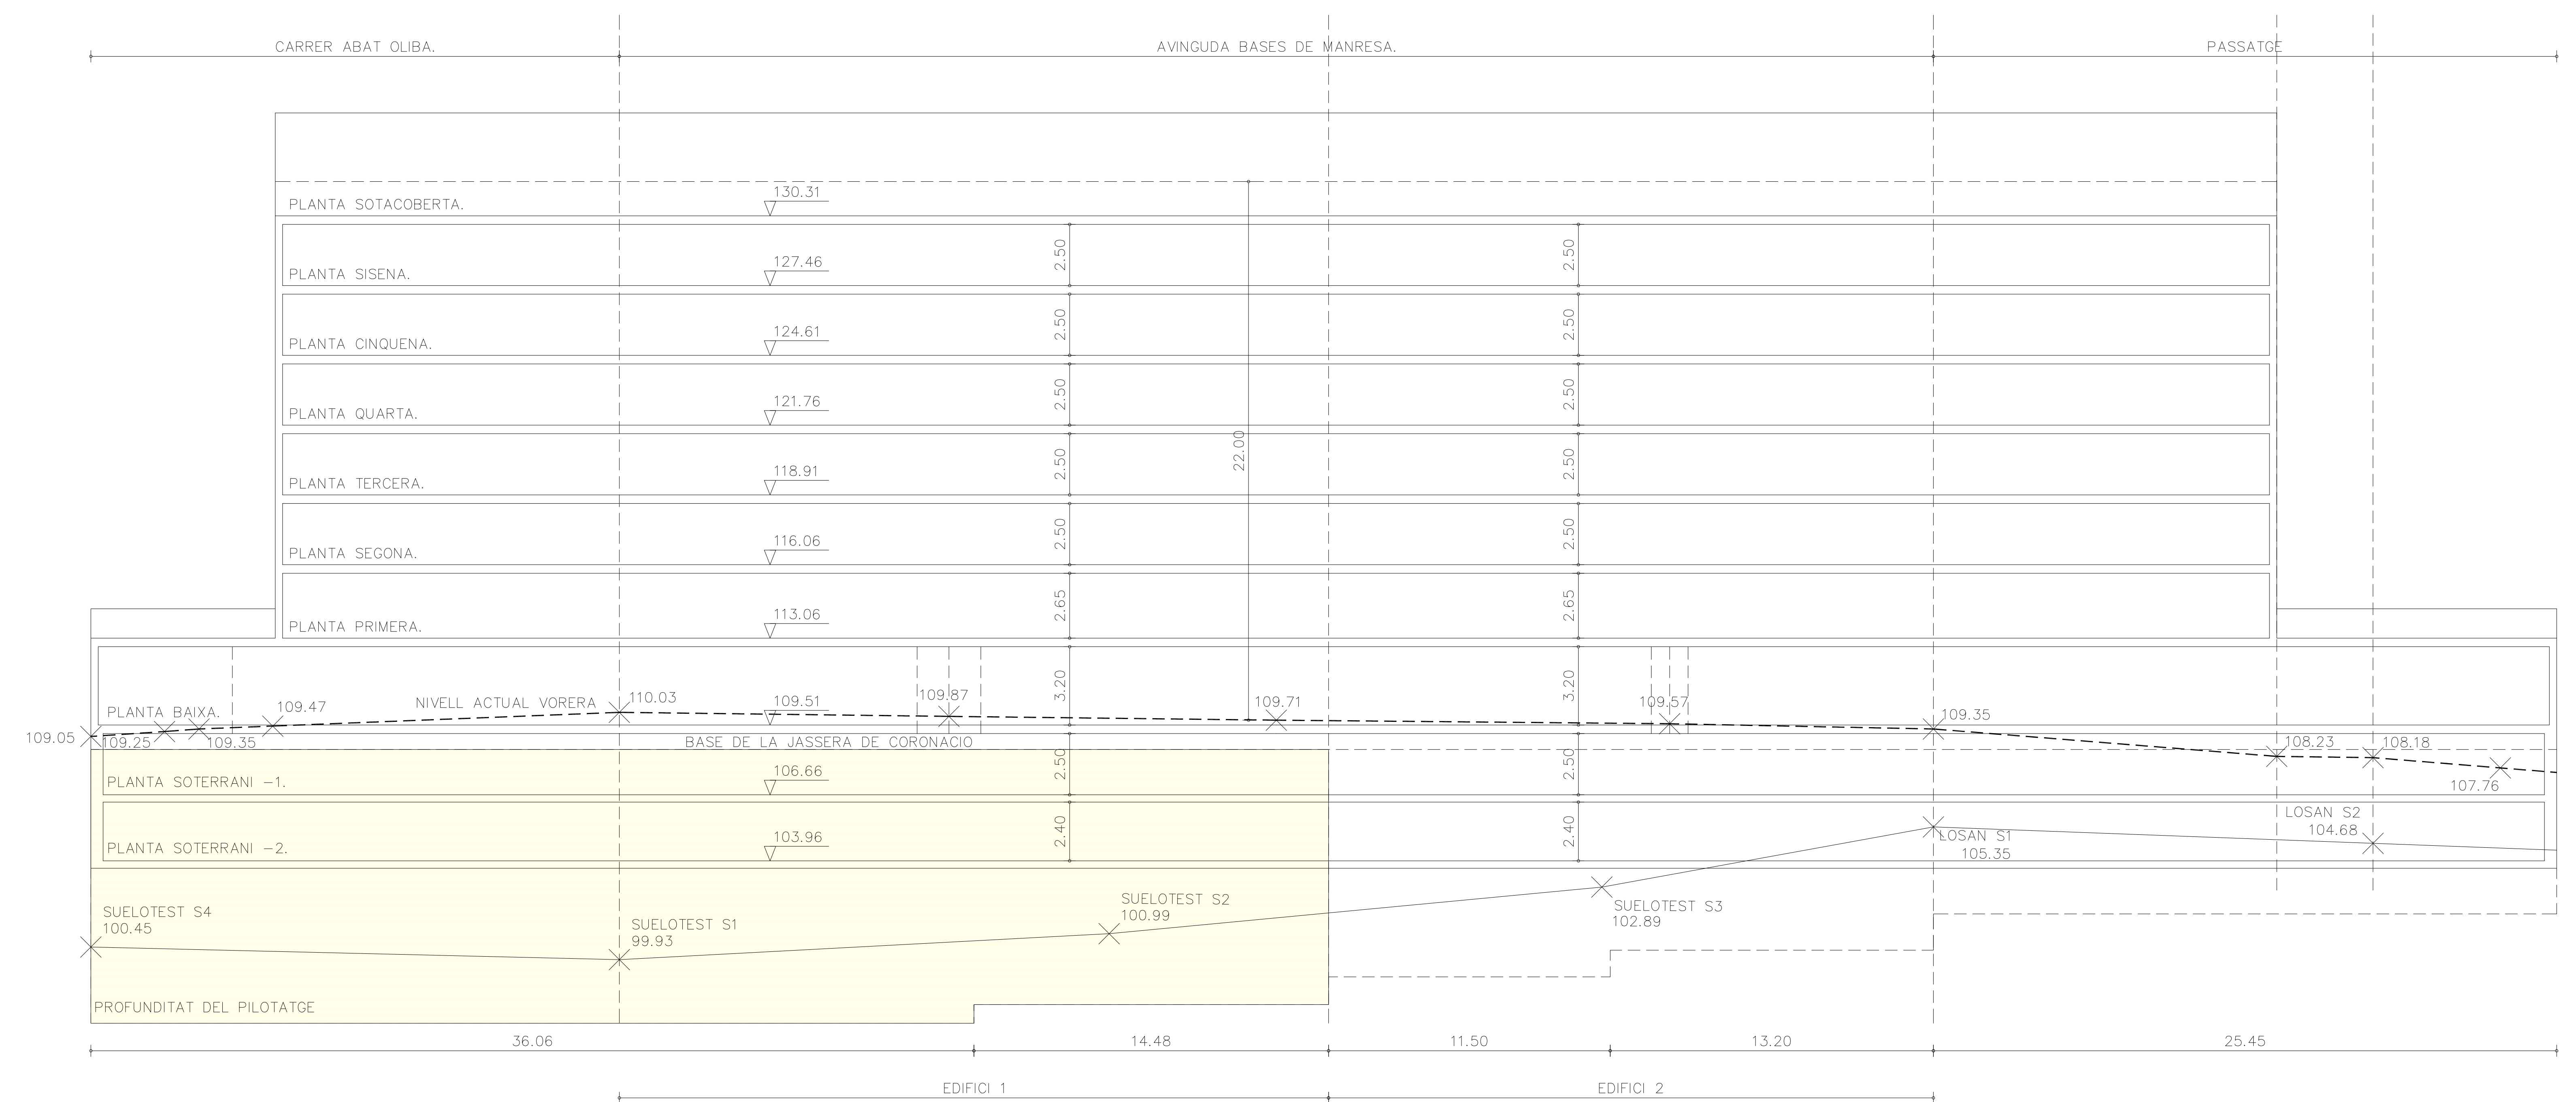 CARRER ABAT OLIBA.
AVINGUDA BASES DE MANRESA.
PASSATGE
130.31
PLANTA SOTACOBERTA.
2.50
2.50
127.46
PLANTA SISENA.
2.50
2.50
124.61
PLANTA CINQUENA.
2.50
2.50
121.76
PLANTA QUARTA.
22.00
2.50
2.50
118.91
PLANTA TERCERA.
2.50
2.50
116.06
PLANTA SEGONA.
2.65
2.65
113.06
PLANTA PRIMERA.
3.20
3.20
NIVELL ACTUAL VORERA
110.03
109.51
109.87
109.71
109.57
109.35
109.47
PLANTA BAIXA.
109.05
109.25
109.35
BASE DE LA JASSERA DE CORONACIO
108.23
108.18
2.50
2.50
106.66
PLANTA SOTERRANI -1.
107.76
2.40
2.40
LOSAN S2
104.68
103.96
PLANTA SOTERRANI -2.
LOSAN S1
105.35
SUELOTEST S4
100.45
SUELOTEST S1
99.93
SUELOTEST S2
100.99
SUELOTEST S3
102.89
PROFUNDITAT DEL PILOTATGE
36.06
14.48
11.50
13.20
25.45
EDIFICI 1
EDIFICI 2